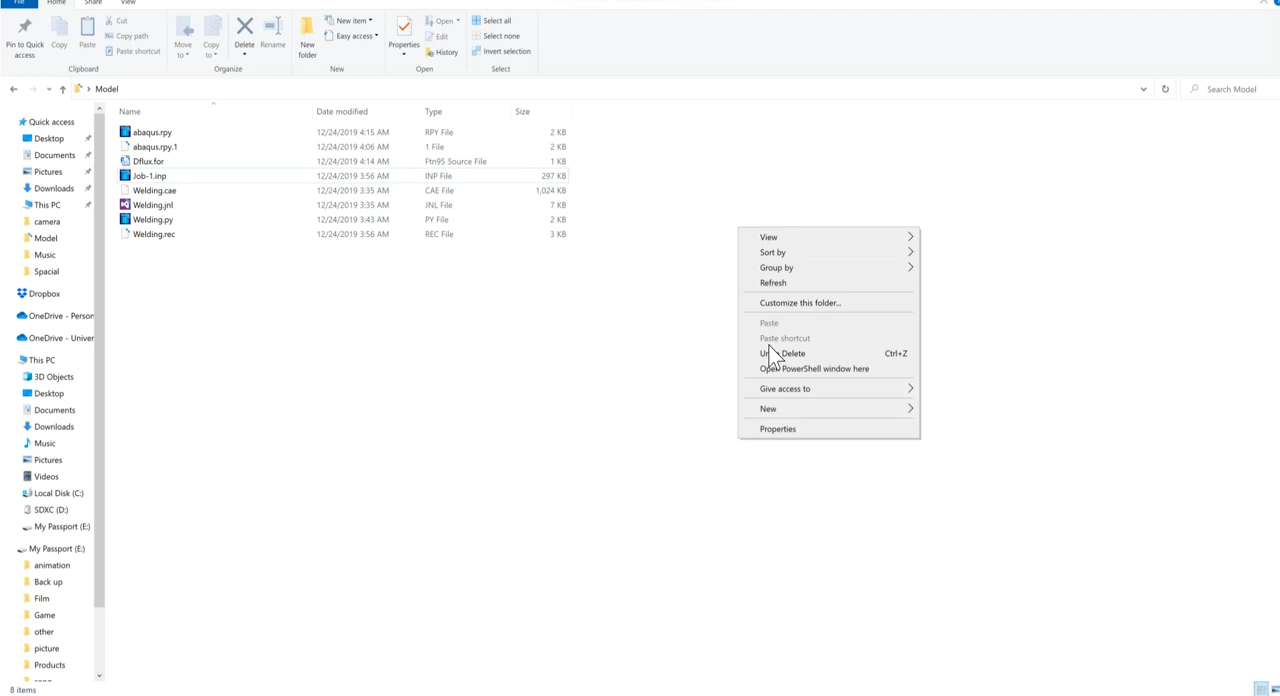 File Home Share View
Pin to Quick access
Copy
Paste
Cut
Copy path
Paste shortcut
Clipboard
Move to
Copy to
Delete
Rename
Organize
New folder
New item
Easy access
New
Properties
Open
Edit
History
Open
Select all
Select none
Invert selection
Select
Model
Search Model
Name Date modified Type Size
abaqus.rpy 12/24/2019 4:15 AM RPY File 2 KB
abaqus.rpy.1 12/24/2019 4:06 AM 1 File 2 KB
Dflux.for 12/24/2019 4:14 AM Ftn95 Source File 1 KB
Job-1.inp 12/24/2019 3:56 AM INP File 297 KB
Welding.cae 12/24/2019 3:35 AM CAE File 1,024 KB
Welding.jnl 12/24/2019 3:35 AM JNL File 7 KB
Welding.py 12/24/2019 3:43 AM PY File 2 KB
Welding.rec 12/24/2019 3:56 AM REC File 3 KB
Quick access
Desktop
Documents
Pictures
Downloads
This PC
camera
Model
Music
Spacial
Dropbox
OneDrive - Person
OneDrive - Univer
This PC
3D Objects
Desktop
Documents
Downloads
Music
Pictures
Videos
Local Disk (C:)
SDXC (D:)
My Passport (E:)
My Passport (E:)
animation
Back up
Film
Game
other
picture
Products
View
Sort by
Group by
Refresh
Customize this folder...
Paste
Paste shortcut
Delete Ctrl+Z
PowerShell window here
Give access to
New
Properties
8 items